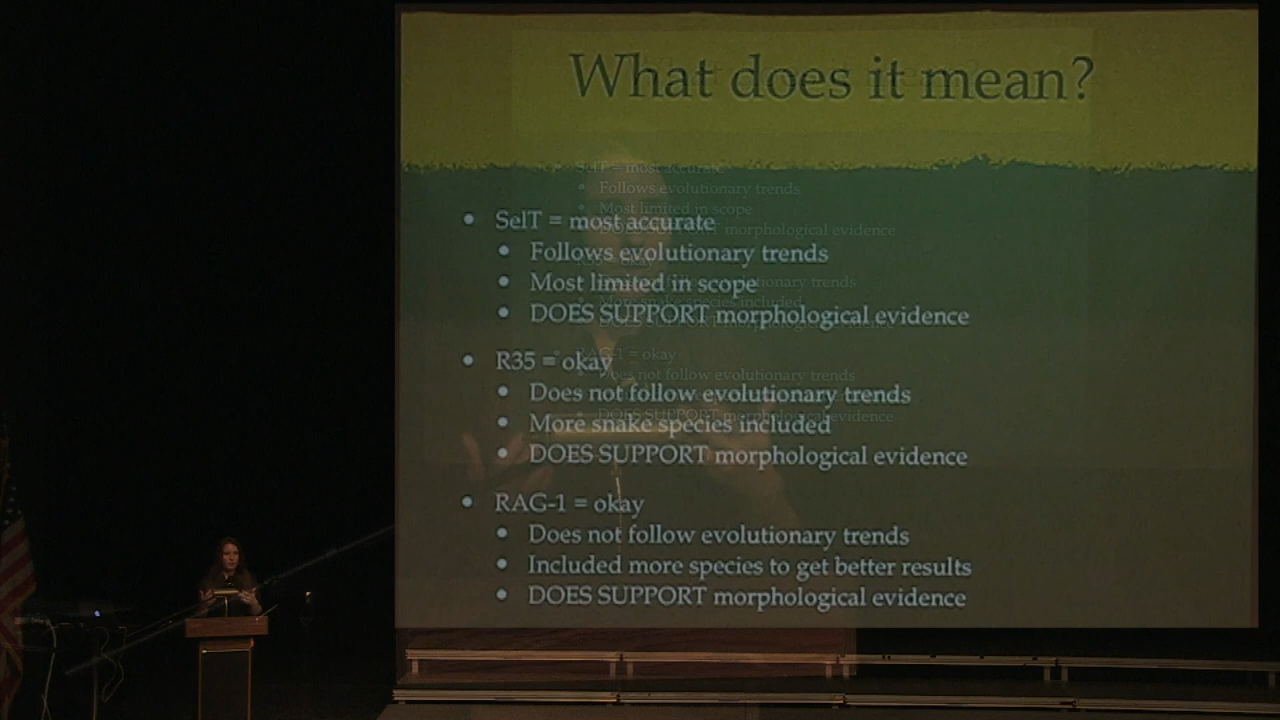 What does it mean?
• SelT = most accurate
• Follows evolutionary trends
• Most limited in scope
• DOES SUPPORT morphological evidence
• R35 = okay
• Does not follow evolutionary trends
• More snake species included
• DOES SUPPORT morphological evidence
• RAG-1 = okay
• Does not follow evolutionary trends
• Included more species to get better results
• DOES SUPPORT morphological evidence